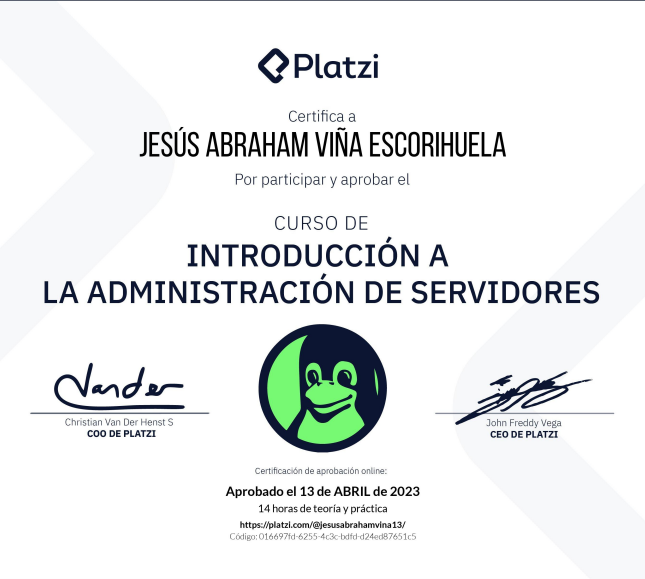 Platzi
Certifica a
JESÚS ABRAHAM VIÑA ESCORIHUELA
Por participar y aprobar el
CURSO DE
INTRODUCCIÓN A
LA ADMINISTRACIÓN DE SERVIDORES
Vander
Christian Van Der Henst S
COO DE PLATZI
John Freddy Vega
CEO DE PLATZI
Certificación de aprobación online:
Aprobado el 13 de ABRIL de 2023
14 horas de teoría y práctica
https://platzi.com/@jesusabrahamvina13/
Código: 016697fd-6255-4c3c-bdfd-d24ed87651c5